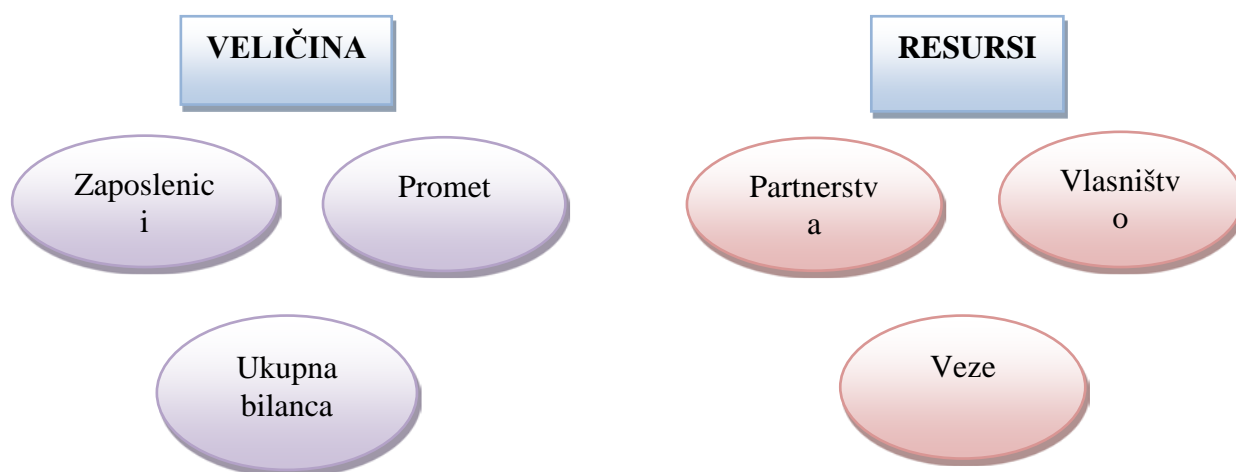 VELIČINA
RESURSI
Zaposlenic
i
Promet
Partnerstv
a
Vlasništv
o
Ukupna
bilanca
Veze